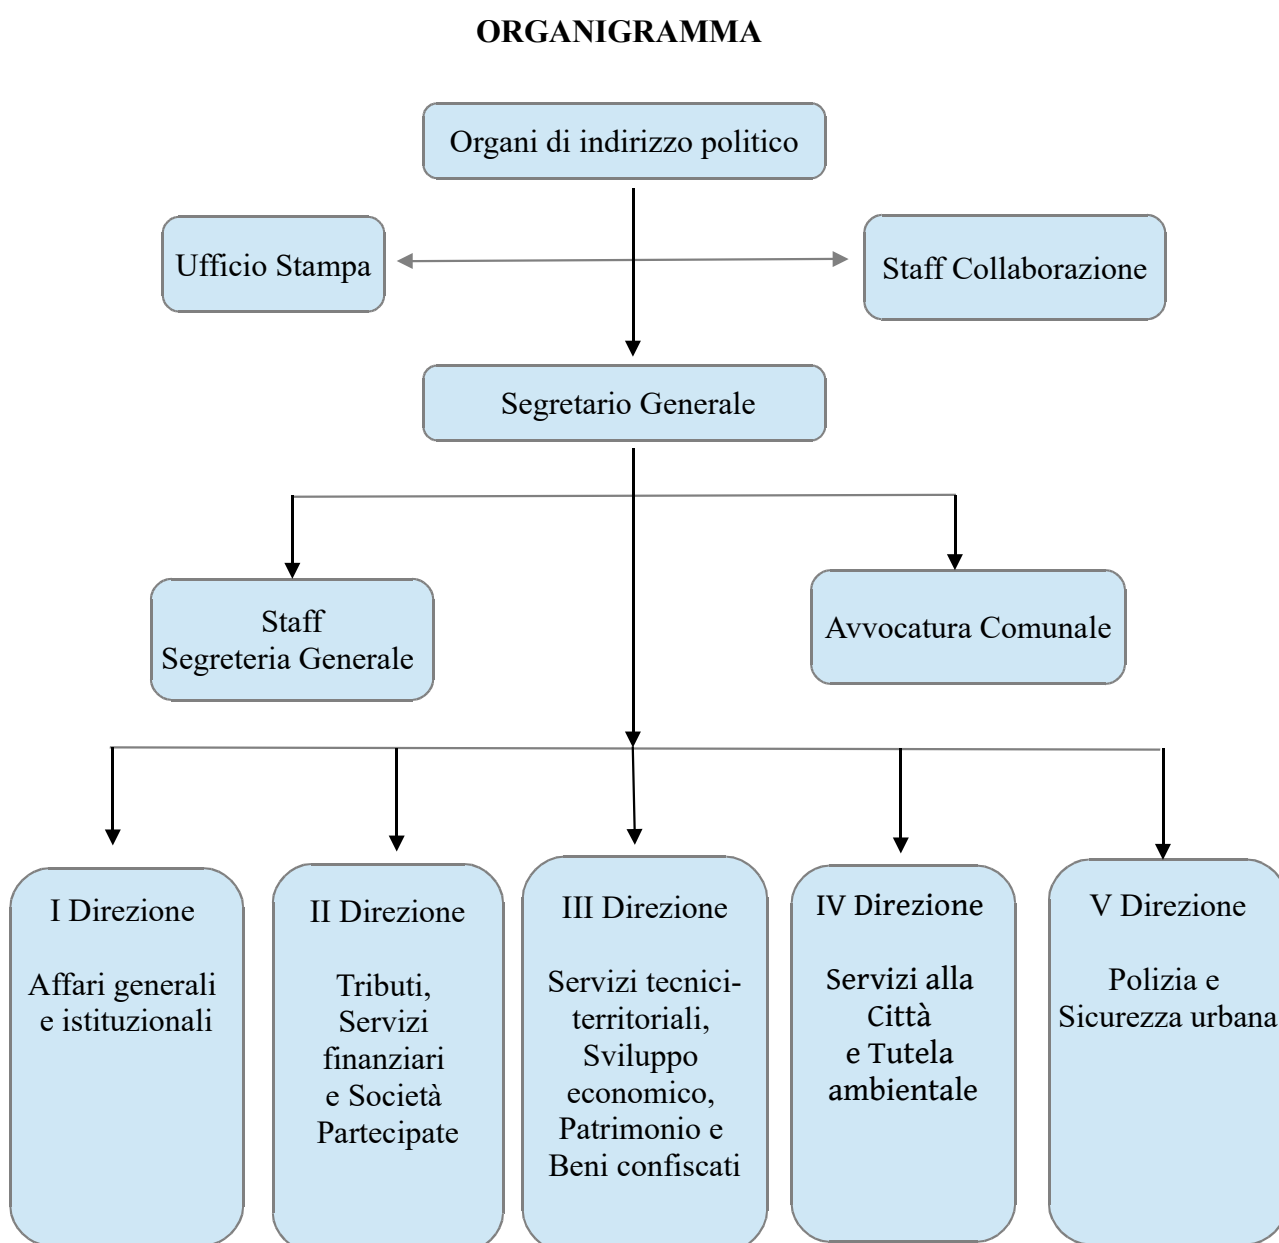 ORGANIGRAMMA
Organi di indirizzo politico
Ufficio Stampa
Staff Collaborazione
Segretario Generale
Staff
Segreteria Generale
Avvocatura Comunale
I Direzione
Affari generali
e istituzionali
II Direzione
Tributi,
Servizi
finanziari
e Società
Partecipate
III Direzione
Servizi tecnici-
territoriali,
Sviluppo
economico,
Patrimonio e
Beni confiscati
IV Direzione
Servizi alla
Città
e Tutela
ambientale
V Direzione
Polizia e
Sicurezza urbana